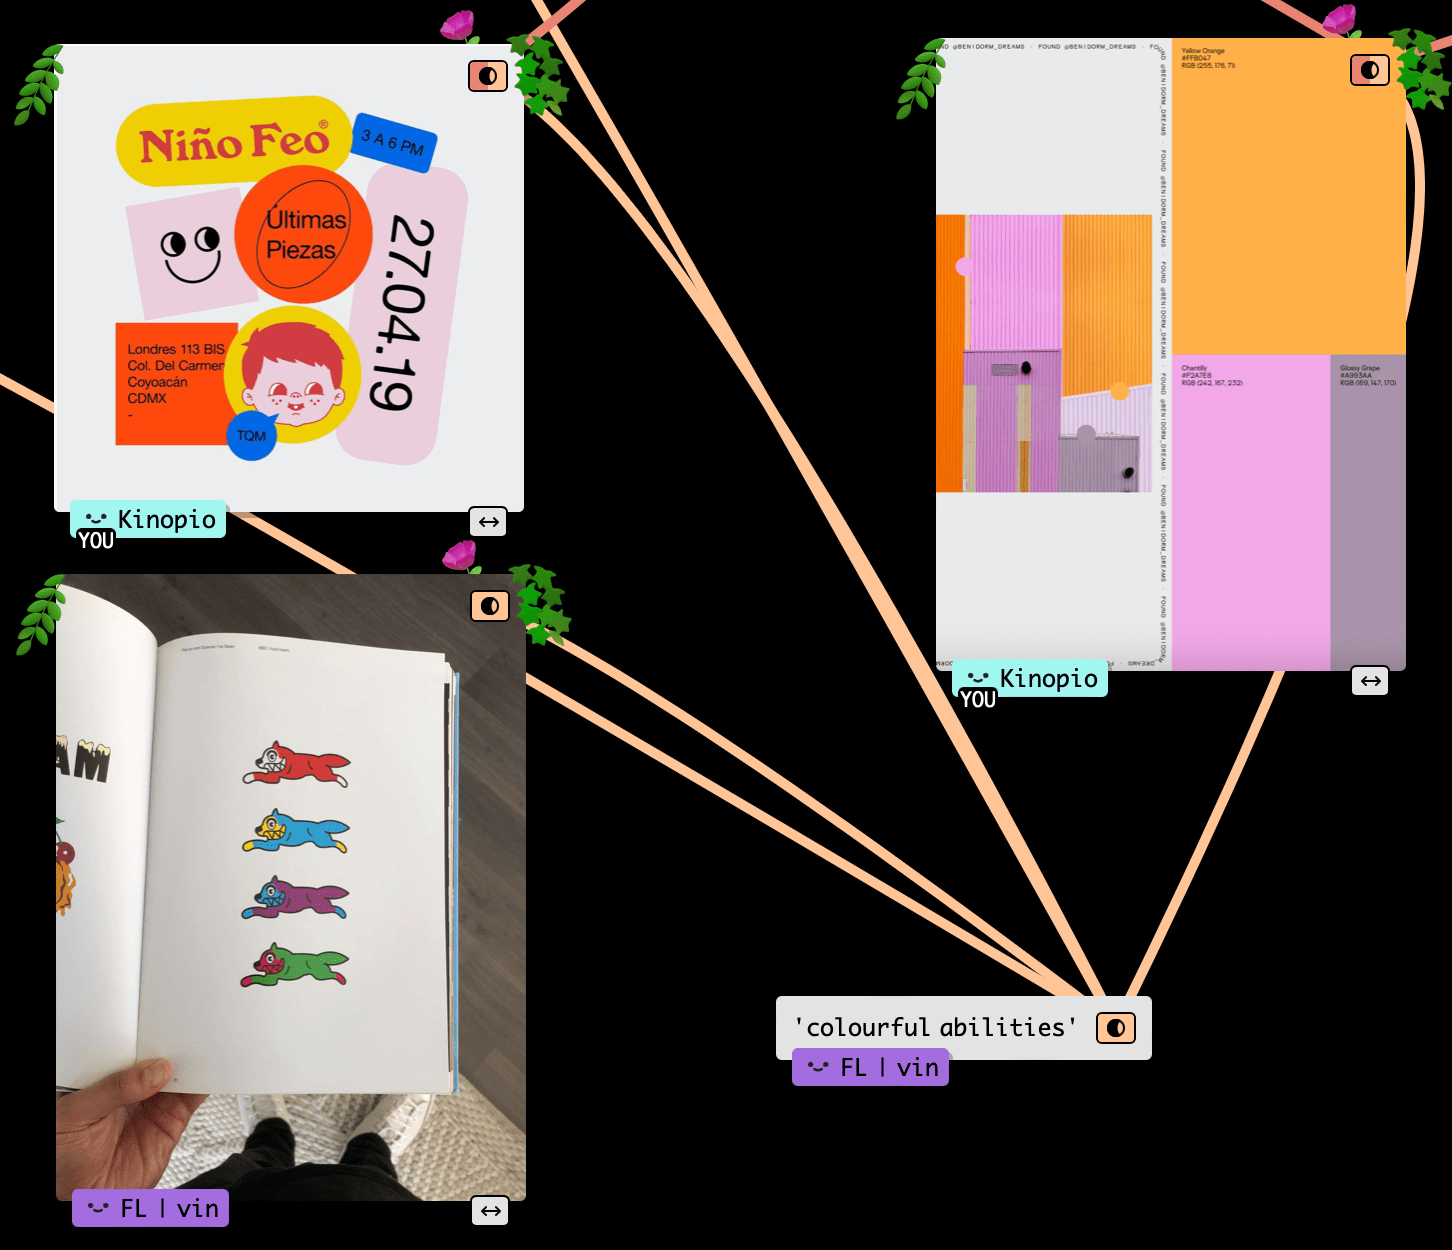 Niño Feo®
3 A 6 PM
Últimas
Piezas
27.04.19
Londres 113 BIS
Col. Del Carmen
Coyoacán
CDMX
-
TQM
Kinopio
YOU
FOUND @BENIDORM_DREAMS · FOUND @BENIDORM_DREAMS
Yellow Orange
#FFB047
RGB (255, 176, 71)
Chantilly
#F2A7E8
RGB (242, 167, 232)
Glossy Grape
#A993AA
RGB (169, 147, 170)
Kinopio
YOU
AM
FL | vin
'colourful abilities'
FL | vin